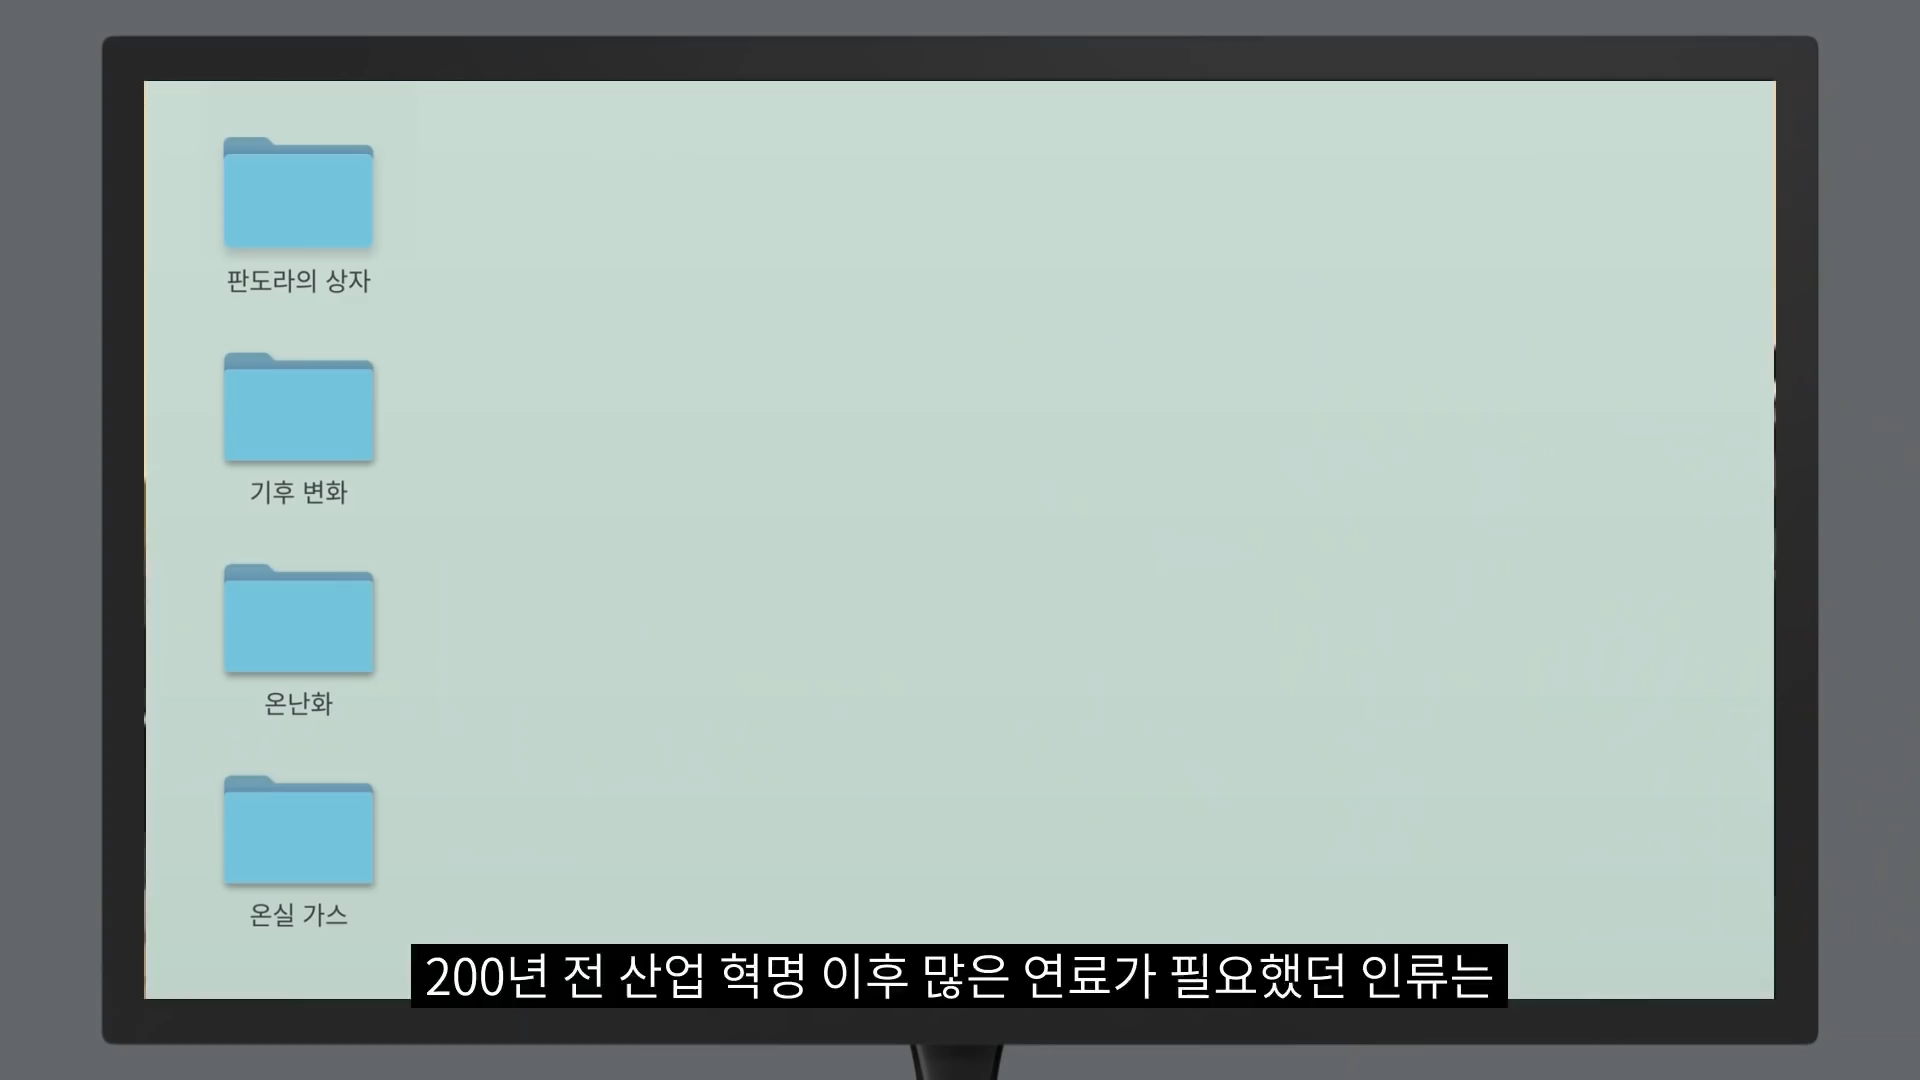 판도라의 상자
기후 변화
온난화
온실 가스
200년 전 산업 혁명 이후 많은 연료가 필요했던 인류는